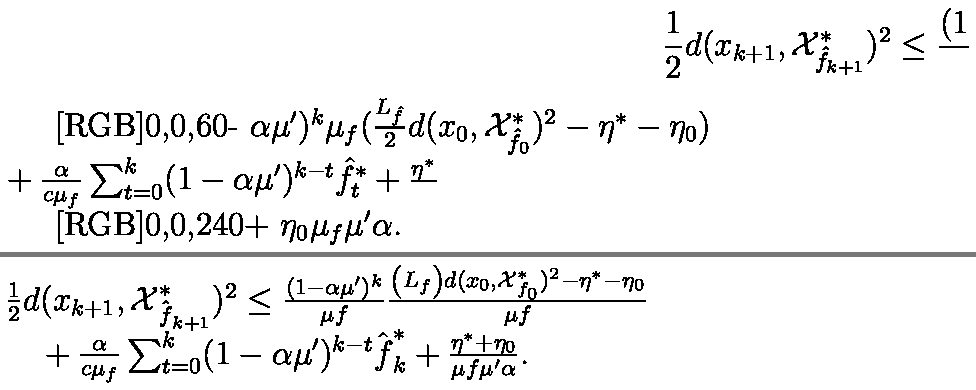 \frac{1}{2}d(x_{k+1}, \mathcal{X}^*_{\hat{f}_{k+1}})^2 \leq \frac{(1}{}
[RGB]0,0,60- \alpha\mu')^k \mu_f(\frac{L_{\hat{f}}}{2}d(x_0, \mathcal{X}^*_{\hat{f}_0})^2 - \eta^* - \eta_0)
+ \frac{\alpha}{c\mu_f} \sum_{t=0}^{k}(1 - \alpha\mu')^{k-t}\hat{f}^*_t + \frac{\eta^*}{}
[RGB]0,0,240+ \eta_0\mu_f\mu'\alpha.
\frac{1}{2}d(x_{k+1}, \mathcal{X}^*_{\hat{f}_{k+1}})^2 \leq \frac{(1-\alpha\mu')^k}{\mu f} \frac{(L_f)d(x_0, \mathcal{X}^*_{\hat{f}_0})^2 - \eta^* - \eta_0}{\mu f}
+ \frac{\alpha}{c\mu_f} \sum_{t=0}^{k}(1 - \alpha\mu')^{k-t}\hat{f}^*_k + \frac{\eta^* + \eta_0}{\mu f \mu'\alpha}.